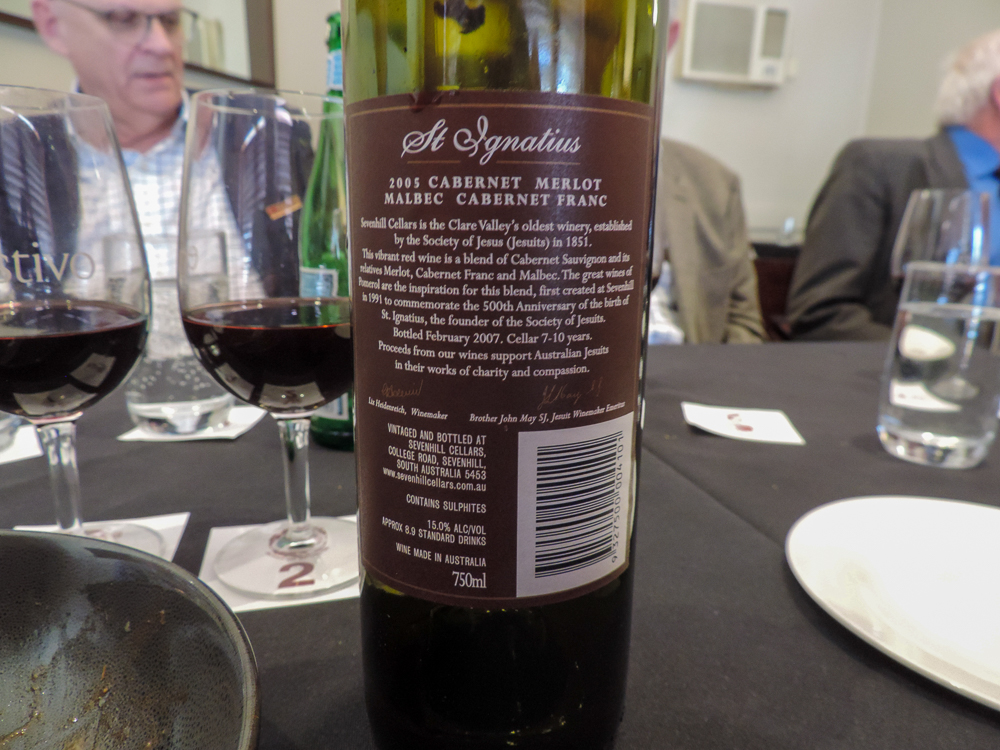 St Ignatius
2005 CABERNET MERLOT
MALBEC CABERNET FRANC
Sevenhill Cellars is the Clare Valley's oldest winery, established
by the Society of Jesus (Jesuits) in 1851.
This vibrant red wine is a blend of Cabernet Sauvignon and its
relatives Merlot, Cabernet Franc and Malbec. The great wines of
Pomerol are the inspiration for this blend, first created at Sevenhill
in 1991 to commemorate the 500th Anniversary of the birth of
St. Ignatius, the founder of the Society of Jesuits.
Bottled February 2007. Cellar 7-10 years.
Proceeds from our wines support Australian Jesuits
in their works of charity and compassion.
Liz Heidenreich, Winemaker
Brother John May SJ, Jesuit Winemaker Emeritus
VINTAGED AND BOTTLED AT
SEVENHILL CELLARS,
COLLEGE ROAD, SEVENHILL,
SOUTH AUSTRALIA 5453
www.sevenhillcellars.com.au
CONTAINS SULPHITES
15.0% ALC/VOL
APPROX 8.9 STANDARD DRINKS
WINE MADE IN AUSTRALIA
750ml
stivo
2